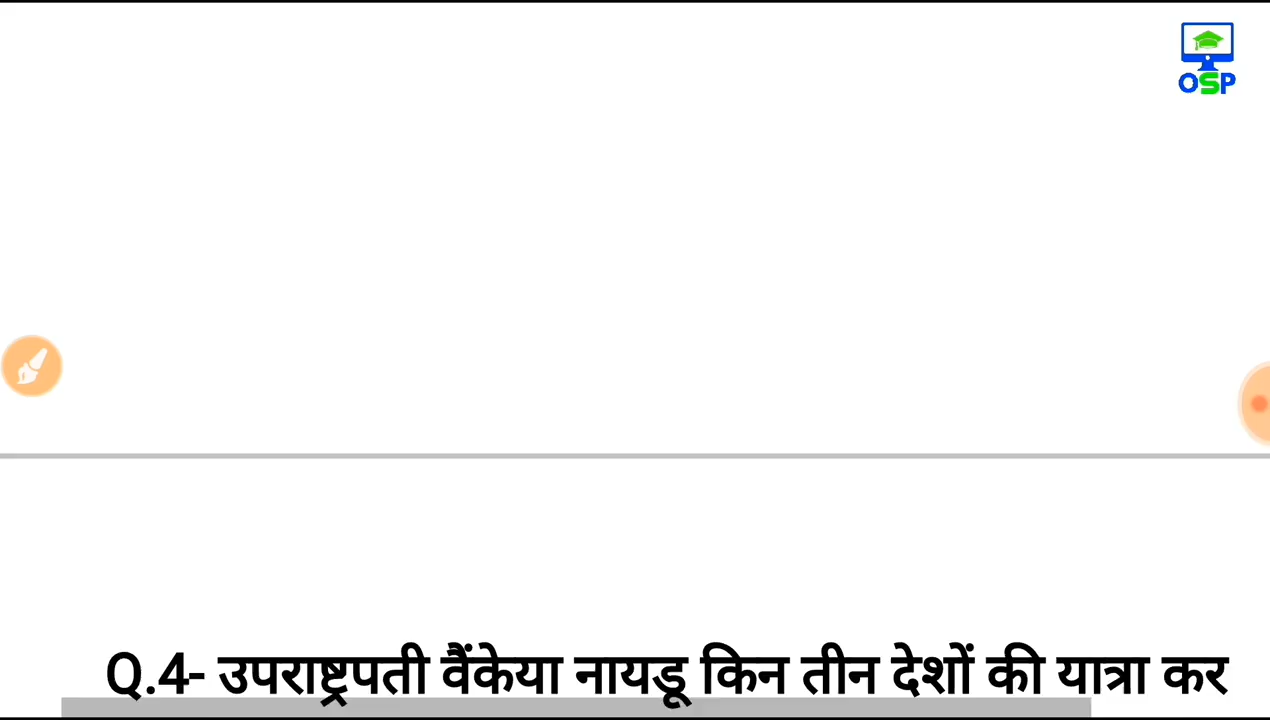 OSP
Q.4- उपराष्ट्रपती वैंकेया नायडू किन तीन देशों की यात्रा कर